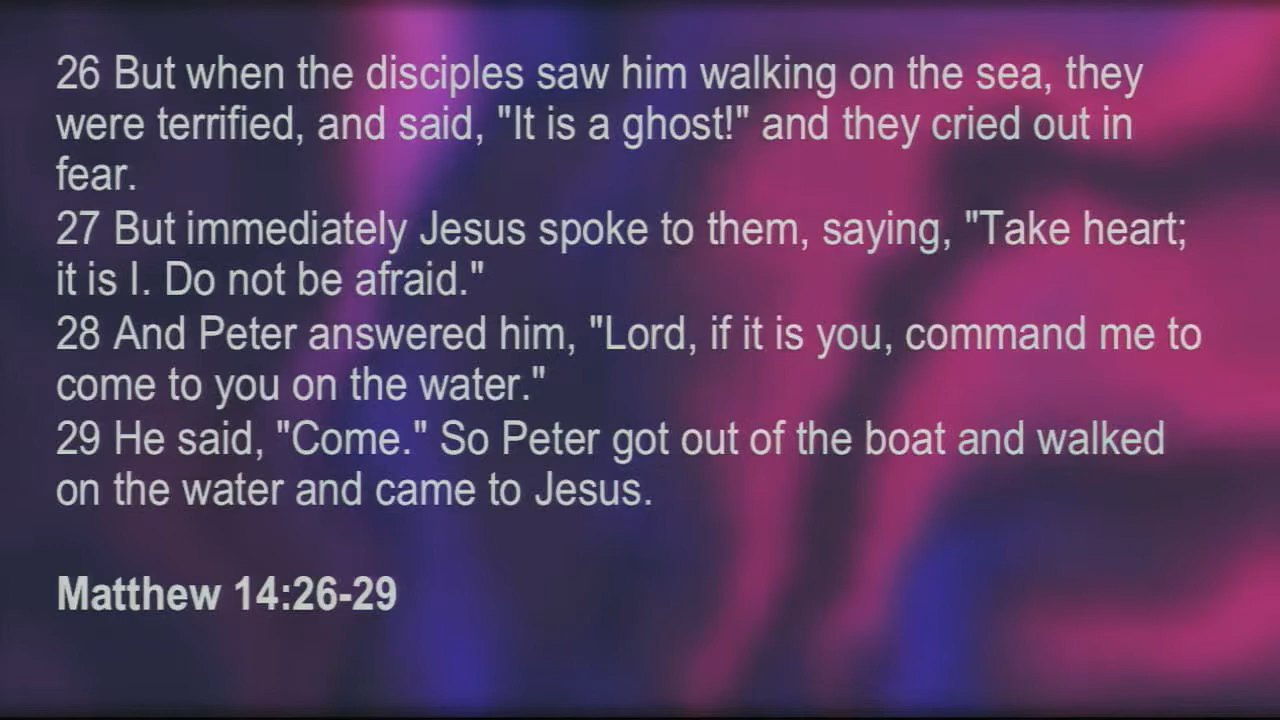 26 But when the disciples saw him walking on the sea, they
were terrified, and said, "It is a ghost!" and they cried out in
fear.
27 But immediately Jesus spoke to them, saying, "Take heart;
it is I. Do not be afraid."
28 And Peter answered him, "Lord, if it is you, command me to
come to you on the water."
29 He said, "Come." So Peter got out of the boat and walked
on the water and came to Jesus.
Matthew 14:26-29